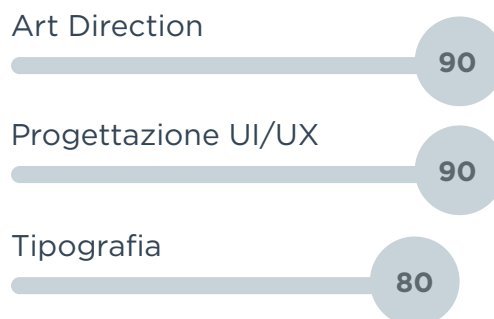 Art Direction
90
Progettazione UI/UX
90
Tipografia
80